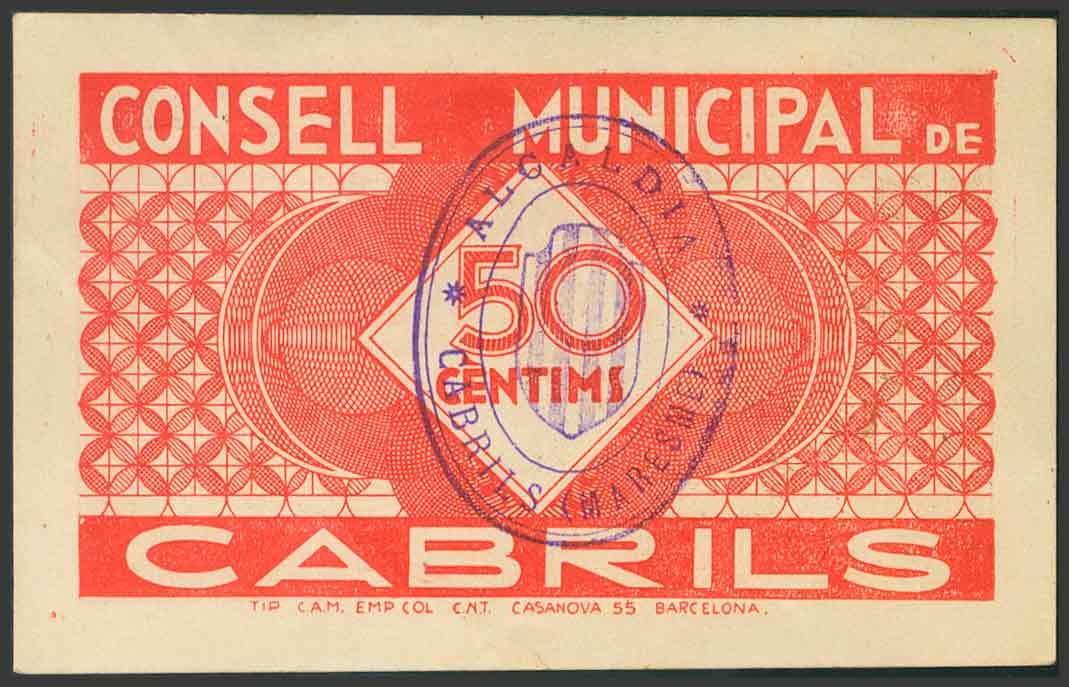 CONSELL MUNICIPAL DE
50
CENTIMS
CABRILS
ALCALDIA
* CABRILS (MARESME) *
TIP C.A.M. EMP COL C.N.T. CASANOVA 55 BARCELONA.